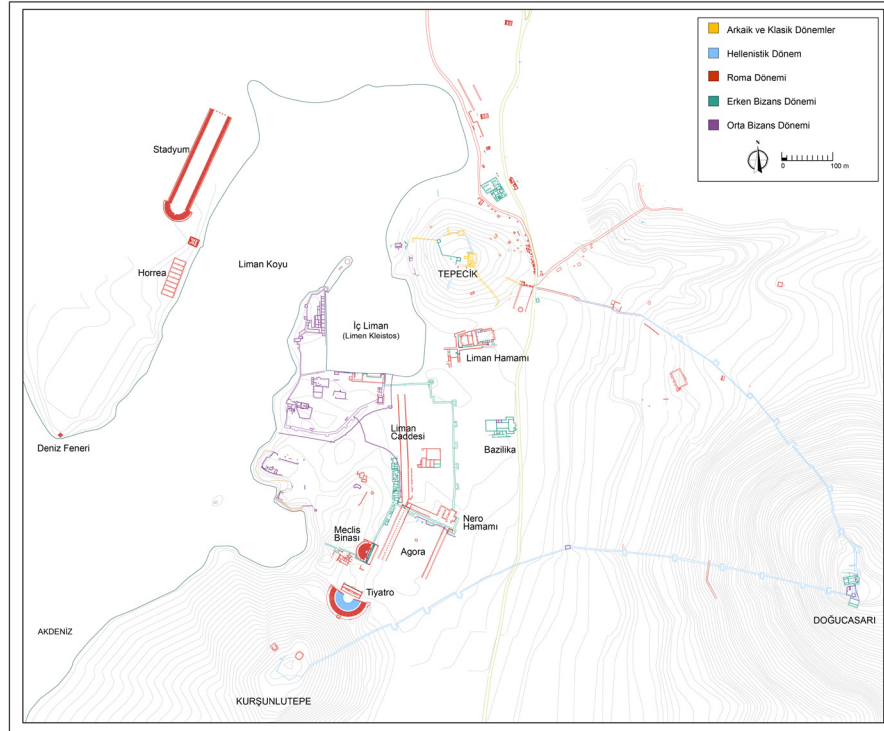 Arkaik ve Klasik Dönemler
Hellenistik Dönem
Roma Dönemi
Erken Bizans Dönemi
Orta Bizans Dönemi
N
0
100 m
Stadyum
Horrea
Liman Koyu
TEPECİK
İç Liman
(Limen Kleistos)
Liman Hamamı
Liman
Caddesi
Bazilika
Deniz Feneri
Nero
Hamamı
Meclis
Binası
Agora
Tiyatro
DOĞUCASARI
AKDENİZ
KURŞUNLUTEPE